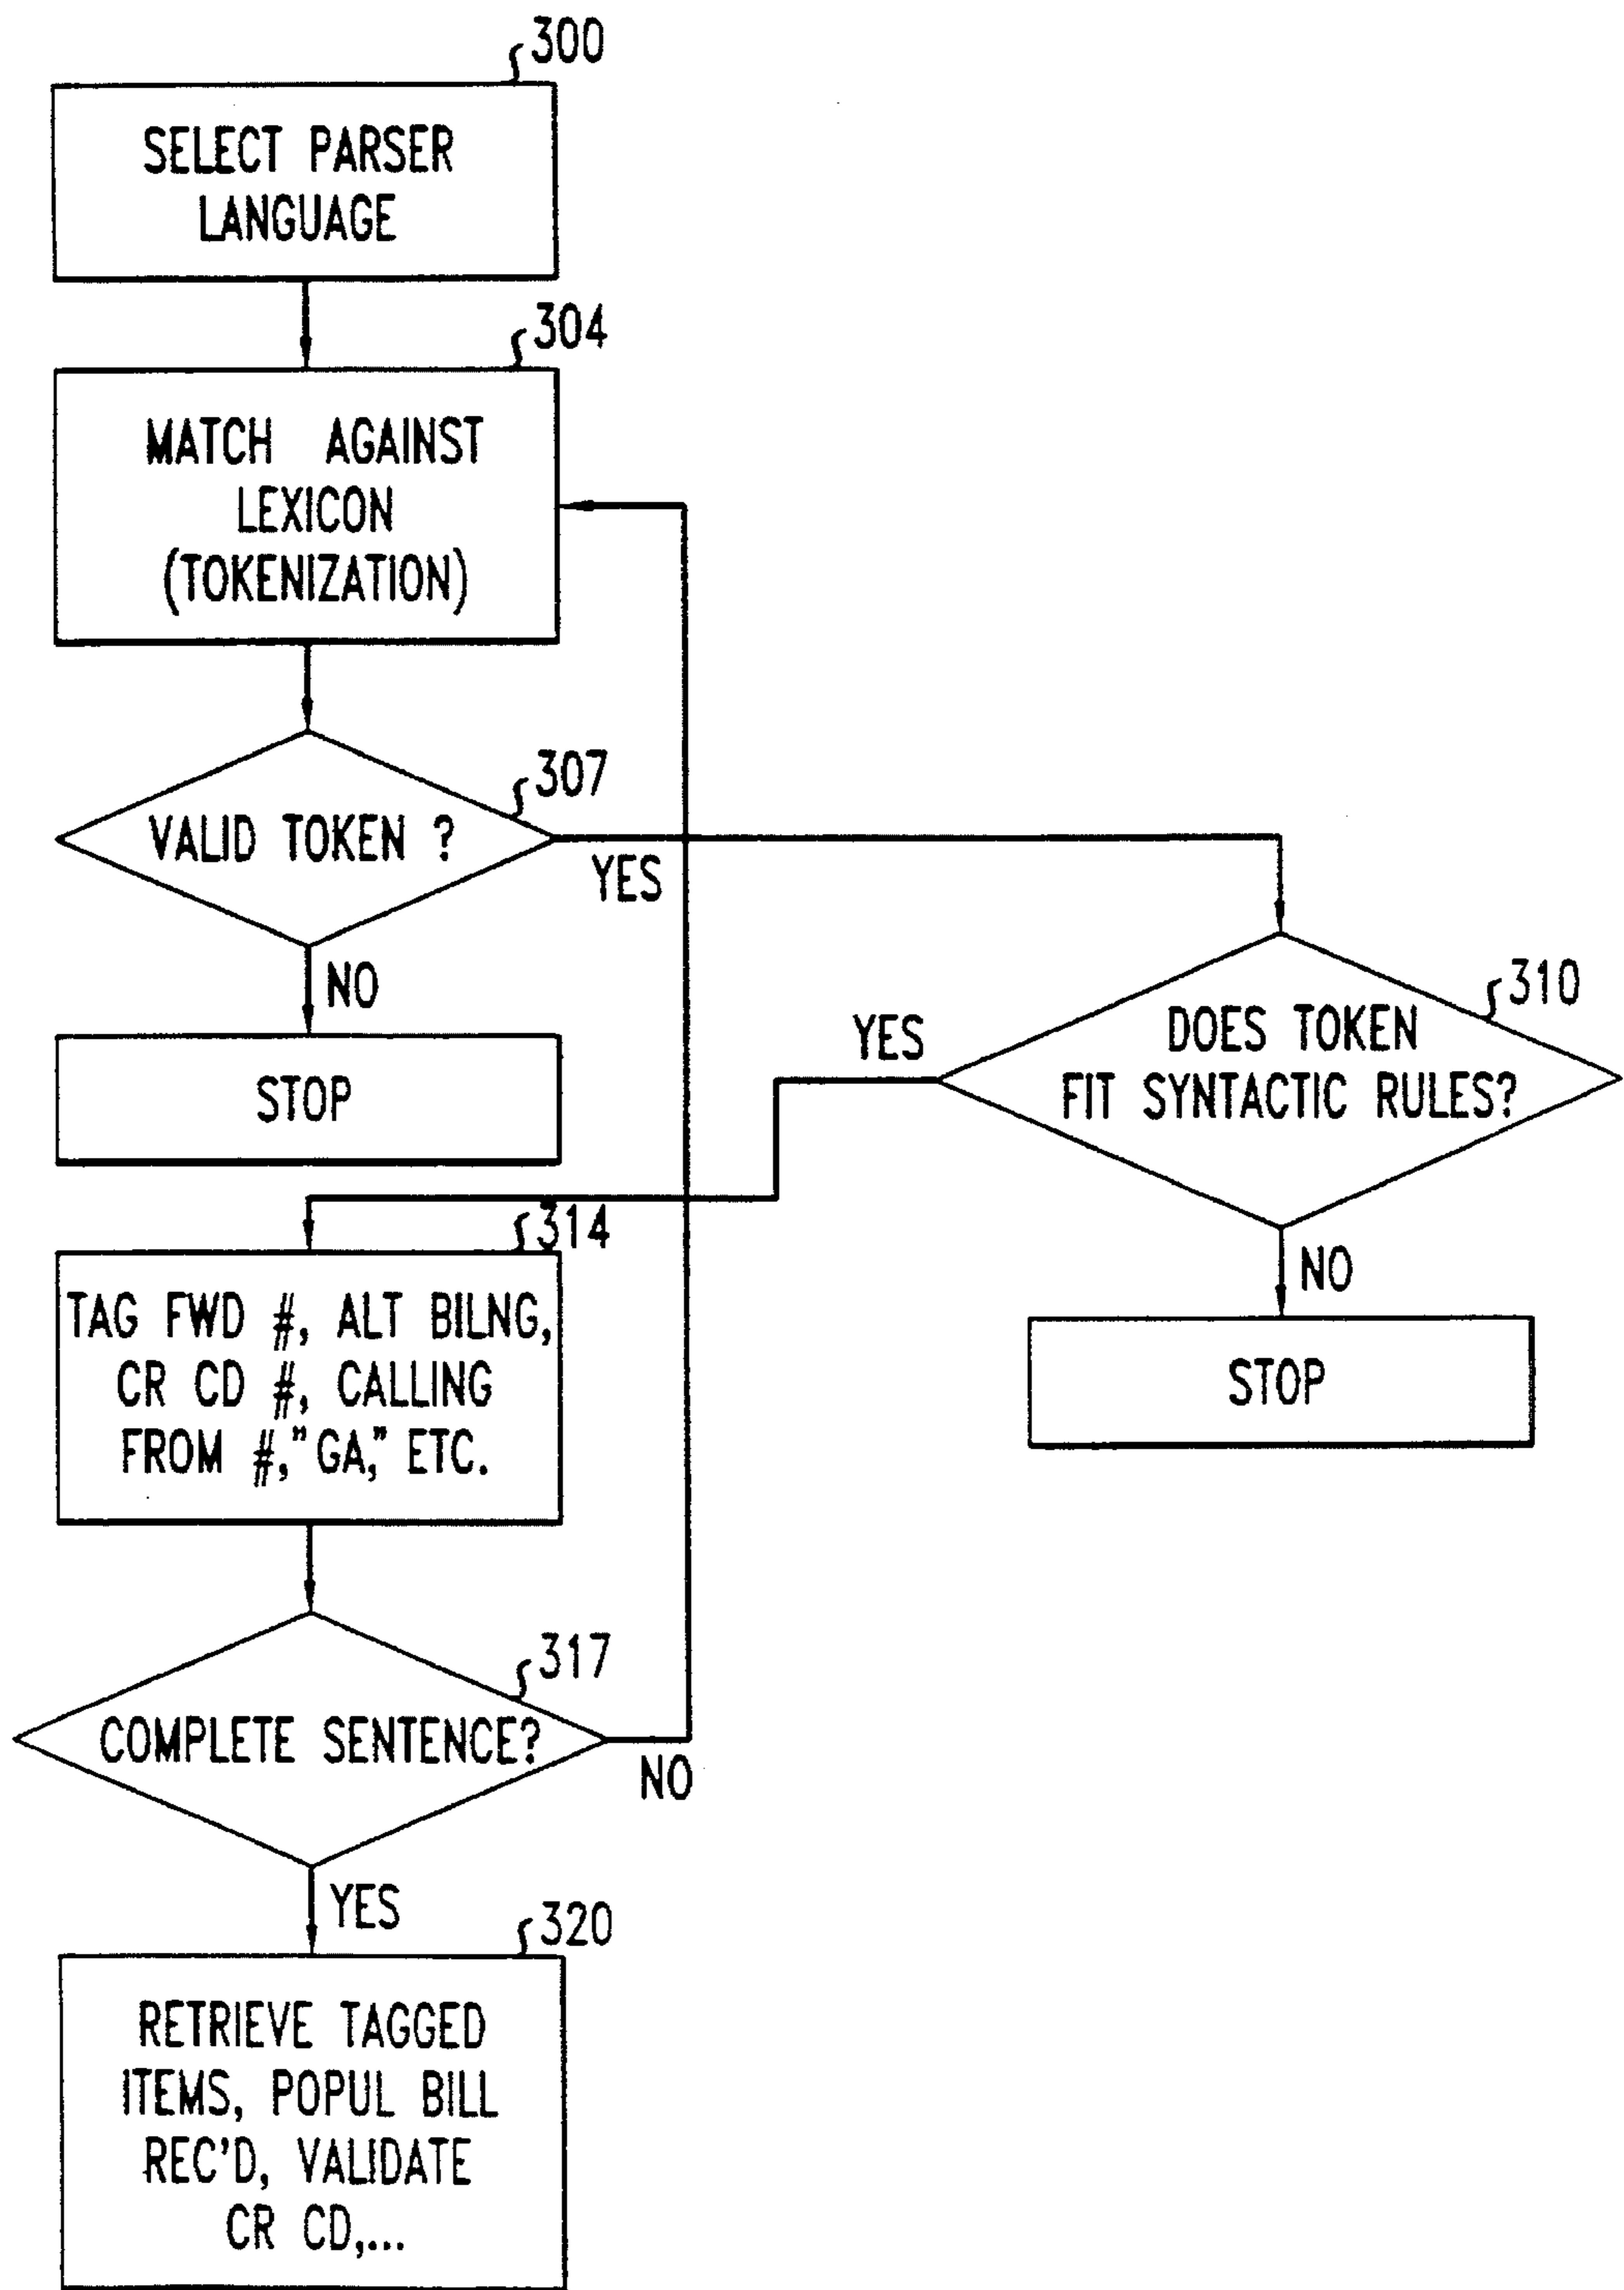 300
SELECT PARSER
LANGUAGE
304
MATCH AGAINST
LEXICON
(TOKENIZATION)
307
VALID TOKEN ?
YES
NO
STOP
310
DOES TOKEN
FIT SYNTACTIC RULES?
YES
NO
STOP
314
TAG FWD #, ALT BILNG,
CR CD #, CALLING
FROM #,"GA," ETC.
317
COMPLETE SENTENCE?
NO
YES
320
RETRIEVE TAGGED
ITEMS, POPUL BILL
REC'D, VALIDATE
CR CD,...